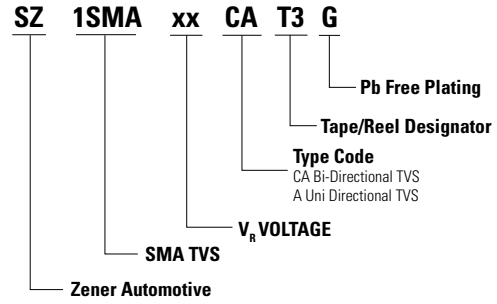 SZ 1SMA xx CA T3 G
Pb Free Plating
Tape/Reel Designator
Type Code
CA Bi-Directional TVS
A Uni Directional TVS
VR VOLTAGE
SMA TVS
Zener Automotive